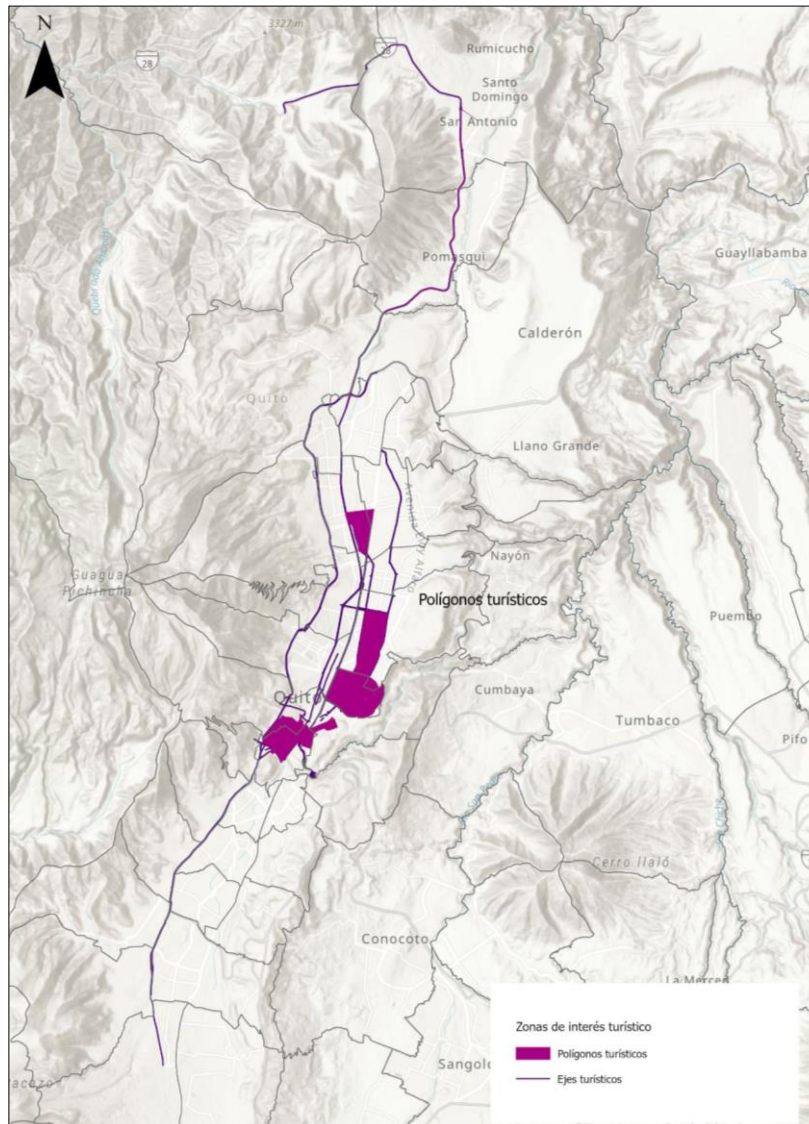 N
3327 m
28
28
Rumicucho
Santo
Domingo
San Antonio
Pomasqui
Guayllabamba
Calderón
Quito
Llano Grande
Nayón
Guagua
Pichincha
Polígonos turísticos
Puembo
Quito
Cumbaya
Tumbaco
Pifo
Cerro Ilaló
Conocoto
La Merced
Sangolq
Zonas de interés turístico
Polígonos turísticos
Ejes turísticos